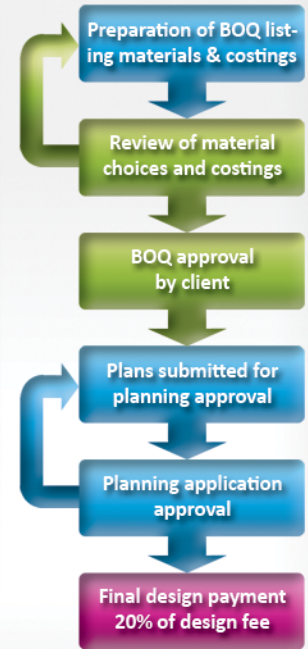 Preparation of BOQ list-
ing materials & costings
Review of material
choices and costings
BOQ approval
by client
Plans submitted for
planning approval
Planning application
approval
Final design payment
20% of design fee